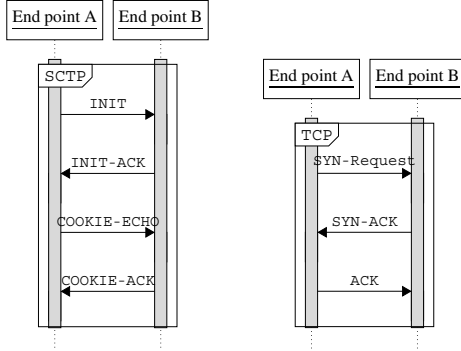 End point A
End point B
SCTP
INIT
INIT-ACK
COOKIE-ECHO
COOKIE-ACK
End point A
End point B
TCP
SYN-Request
SYN-ACK
ACK